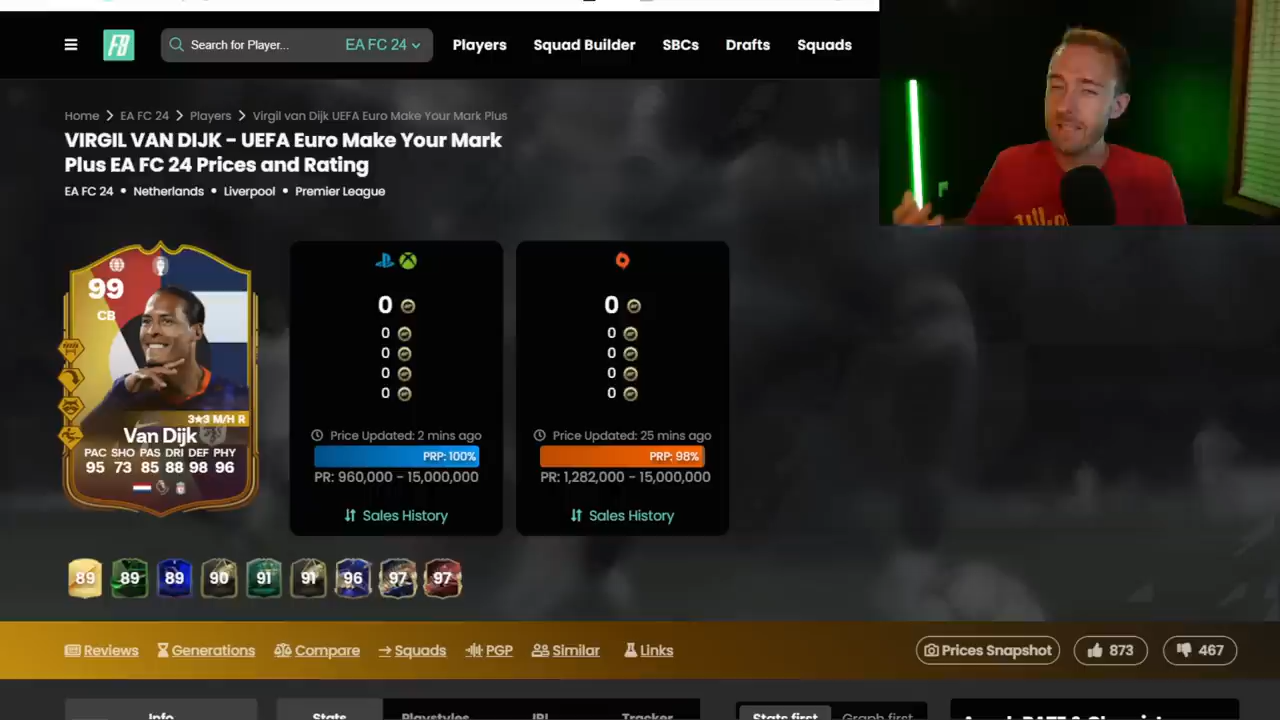 FB
Search for Player...
EA FC 24
Players
Squad Builder
SBCs
Drafts
Squads
Home > EA FC 24 > Players > Virgil van Dijk UEFA Euro Make Your Mark Plus
VIRGIL VAN DIJK - UEFA Euro Make Your Mark
Plus EA FC 24 Prices and Rating
EA FC 24 • Netherlands • Liverpool • Premier League
99
CB
3★3 M/H R
Van Dijk
PAC SHO PAS DRI DEF PHY
95 73 85 88 98 96
0
0
0
0
0
Price Updated: 2 mins ago
PRP: 100%
PR: 960,000 - 15,000,000
Sales History
0
0
0
0
0
Price Updated: 25 mins ago
PRP: 98%
PR: 1,282,000 - 15,000,000
Sales History
89 89 89 90 91 91 96 97 97
Reviews
Generations
Compare
Squads
PGP
Similar
Links
Prices Snapshot
873
467
Info
Stats
Playstyles
Tracker
Stats first
Graph first